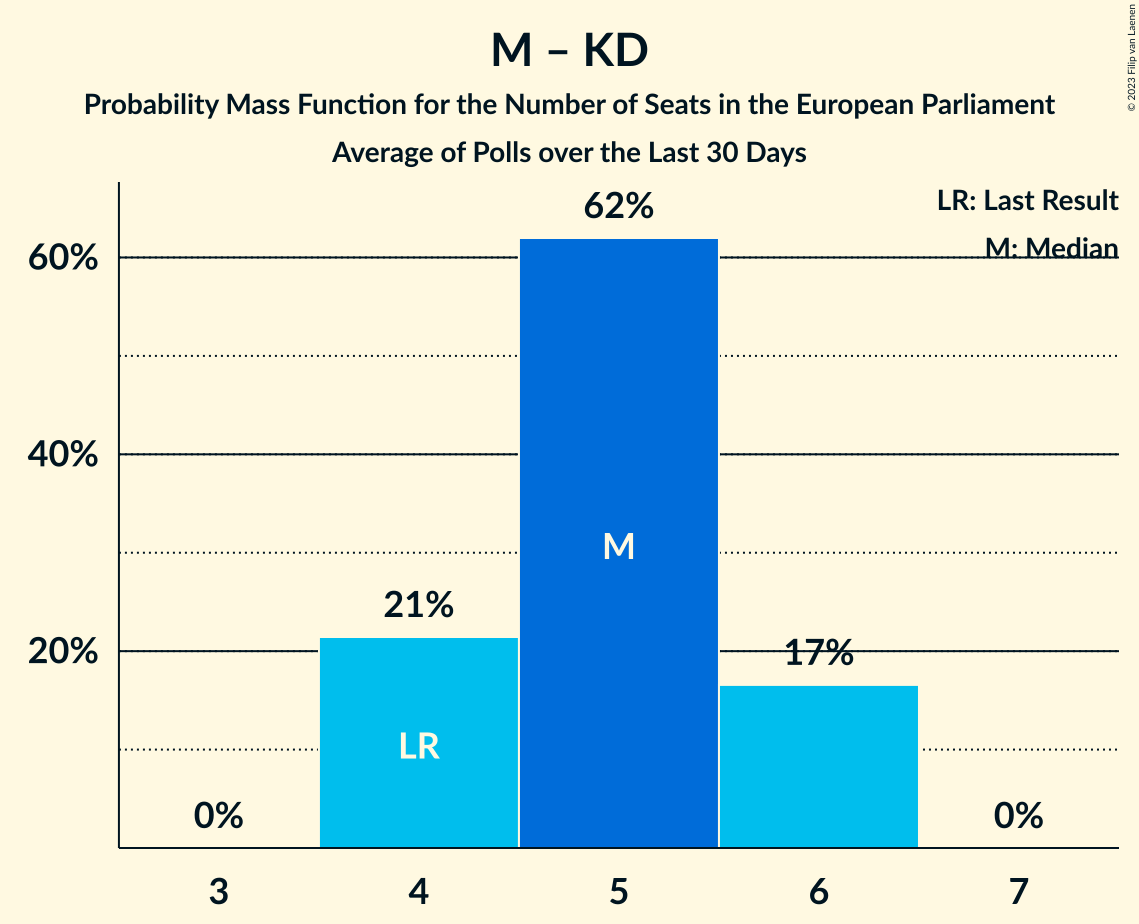 M – KD
Probability Mass Function for the Number of Seats in the European Parliament
Average of Polls over the Last 30 Days
© 2023 Filip van Laenen
LR: Last Result
M: Median
62%
60%
40%
M
21%
20%
17%
LR
0%
0%
3 4 5 6 7